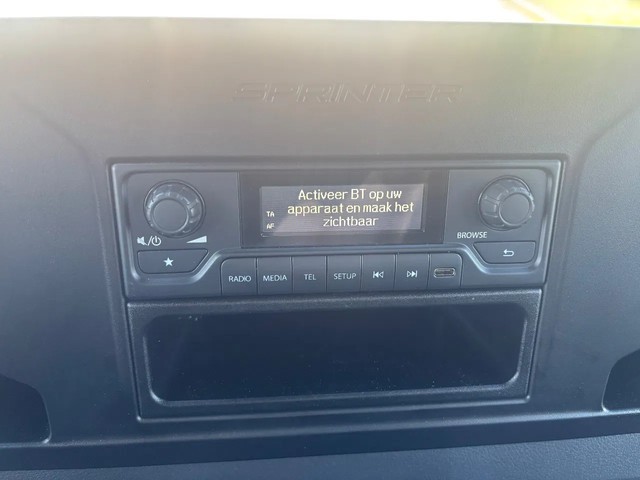 SPRINTER
Activeer BT op uw
apparaat en maak het
zichtbaar
TA
AF
BROWSE
RADIO
MEDIA
TEL
SETUP